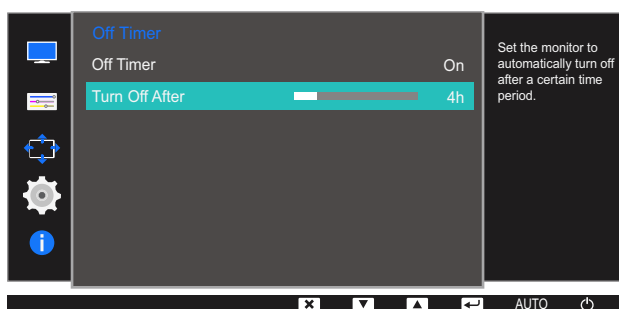 Off Timer
Off Timer On
Turn Off After 4h
Set the monitor to
automatically turn off
after a certain time
period.
AUTO